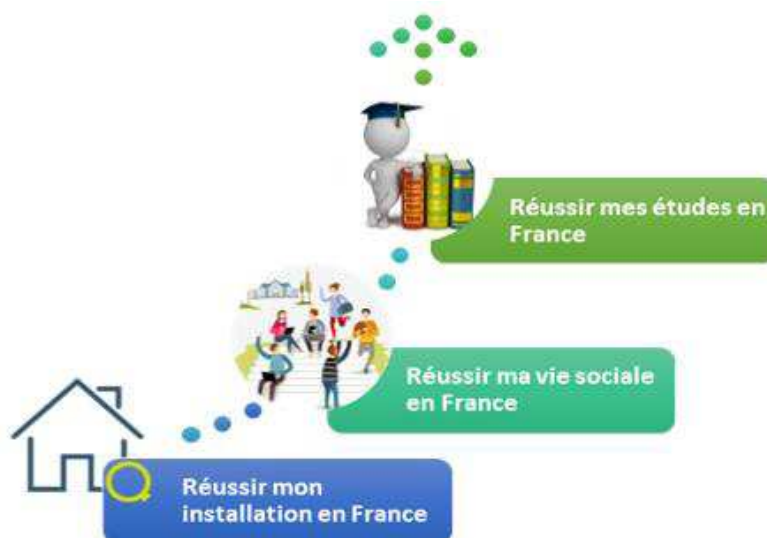 Réussir mes études en
France
Réussir ma vie sociale
en France
Réussir mon
installation en France